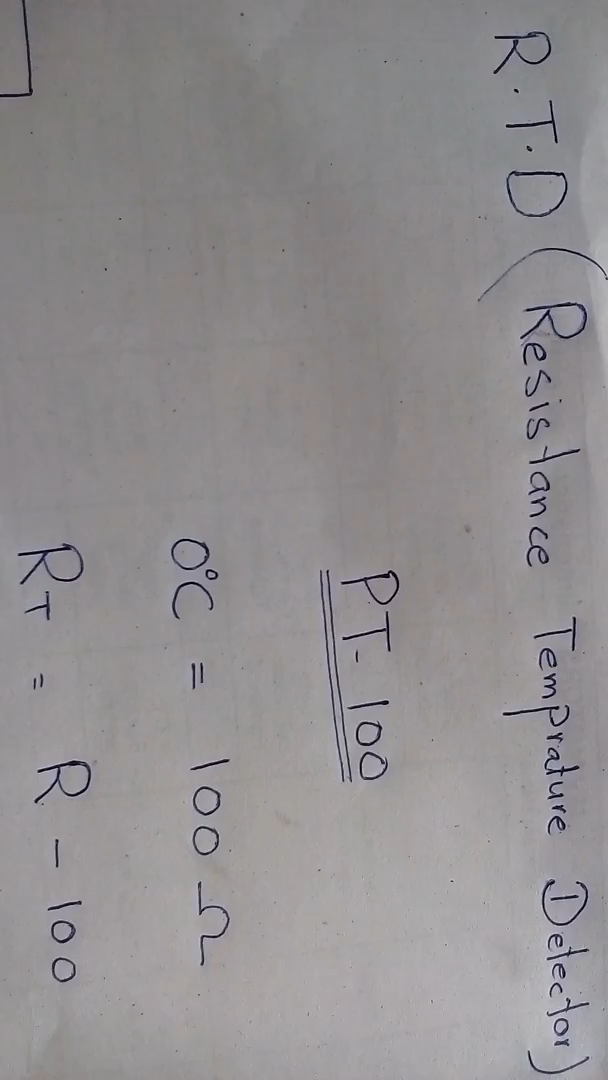 R.T.D (Resistance Temprature Detector)
PT-100
0°C = 100 Ω
RT = R - 100